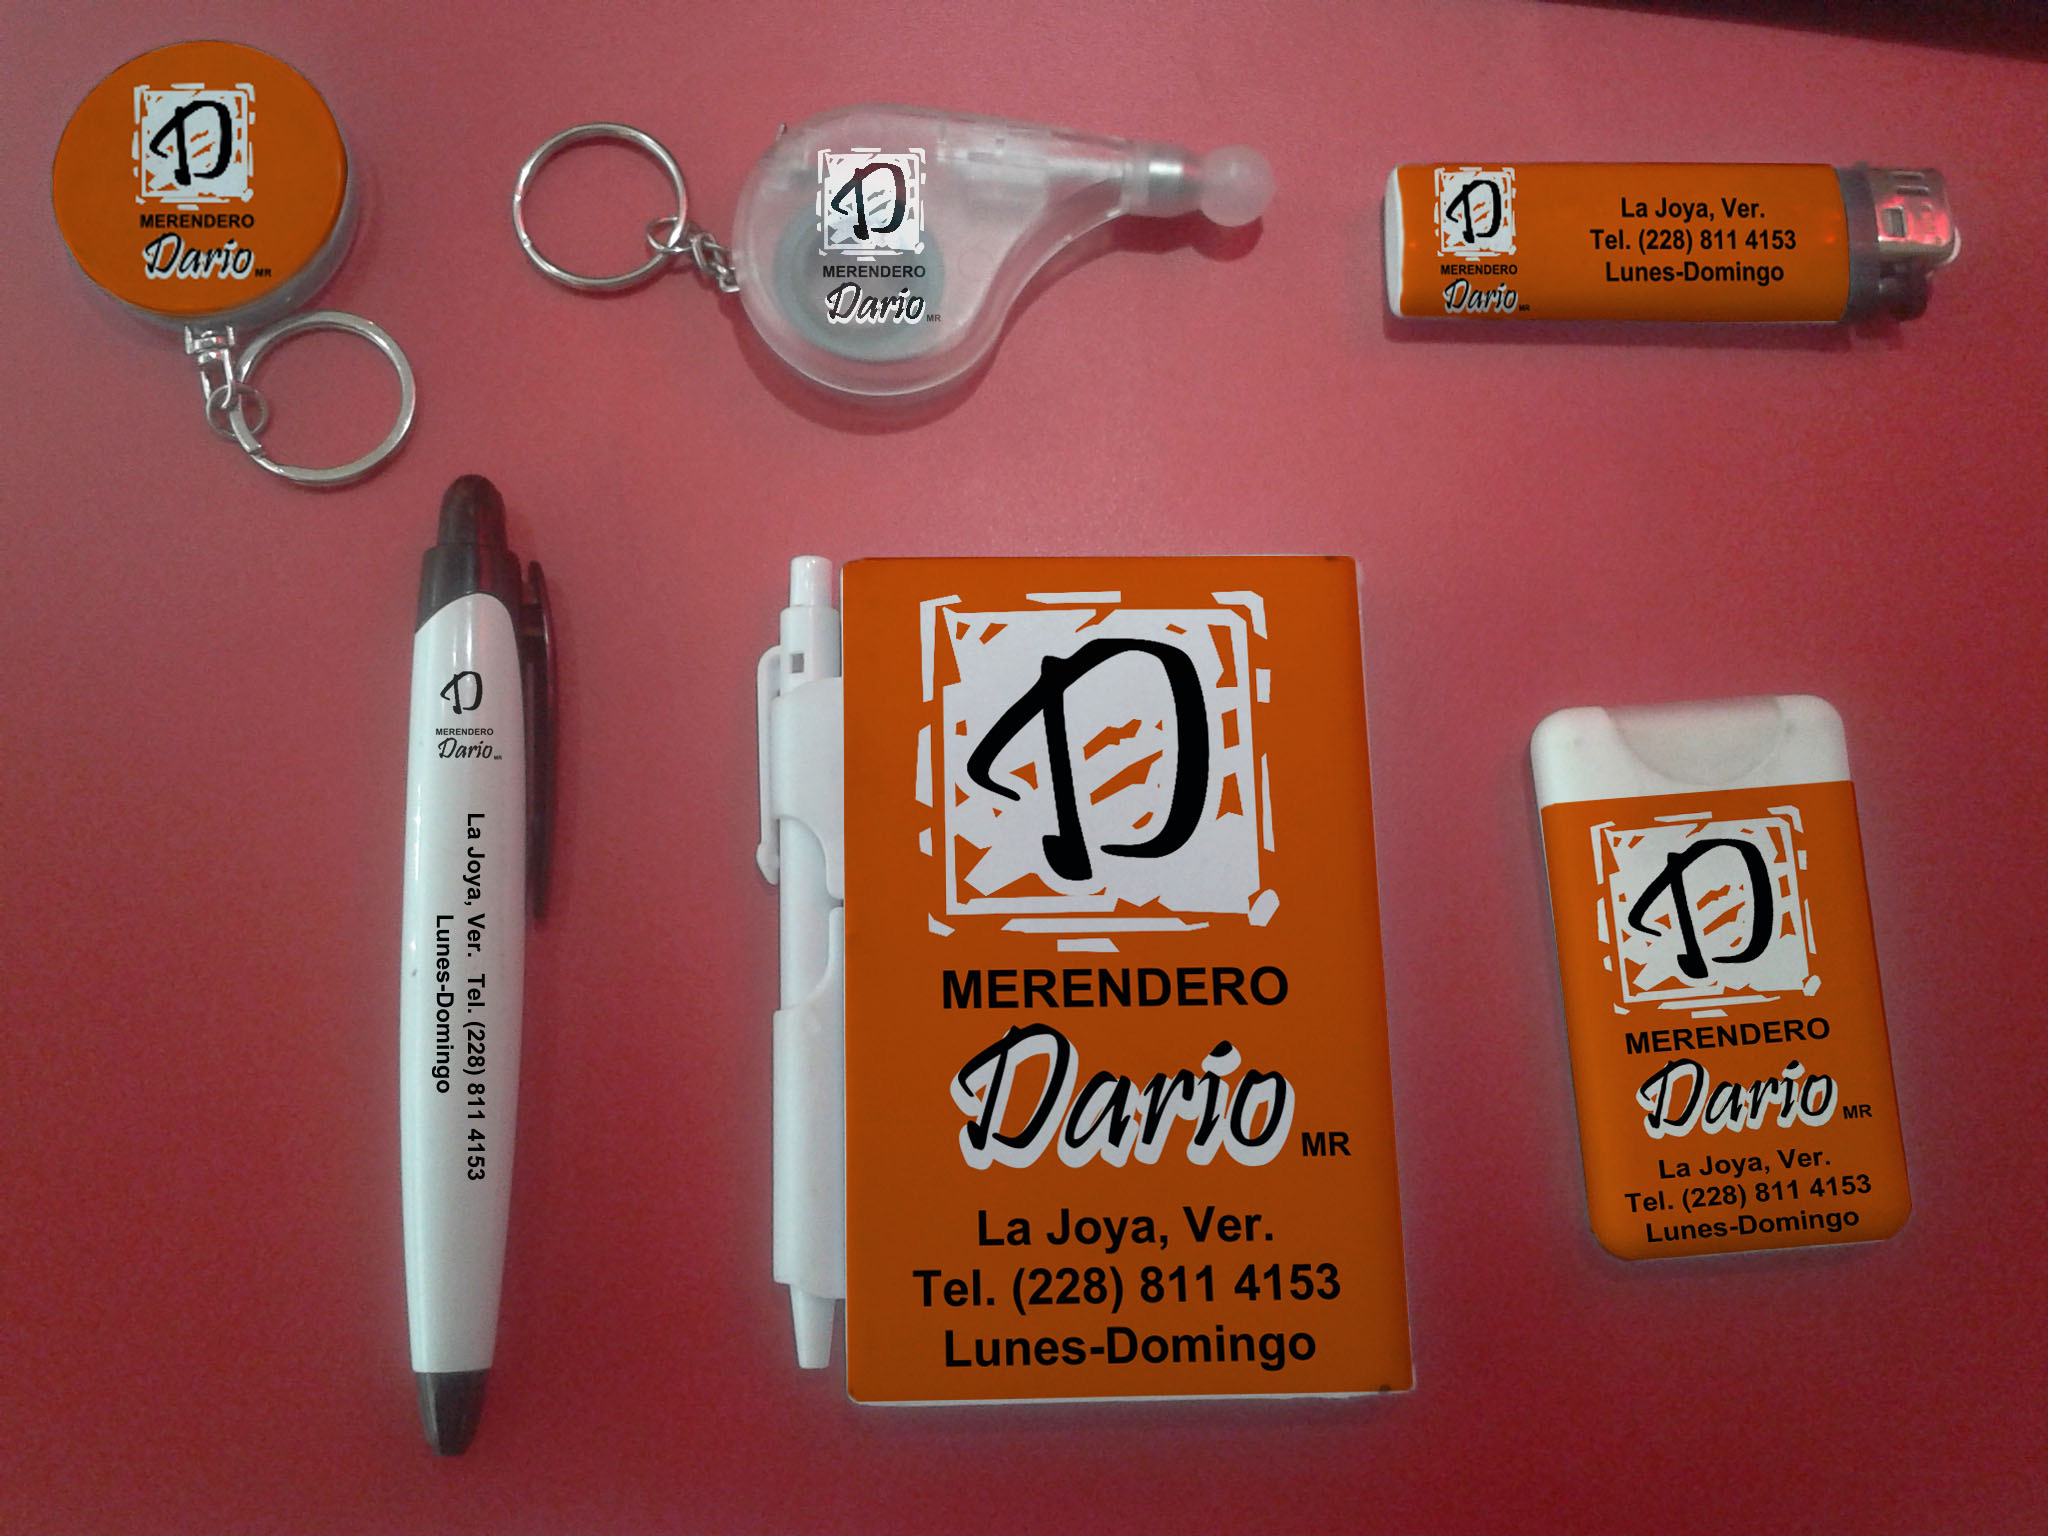 D
MERENDERO
Dario MR
D
MERENDERO
Dario MR
D
MERENDERO
Dario MR
La Joya, Ver.
Tel. (228) 811 4153
Lunes-Domingo
D
MERENDERO
Dario MR
La Joya, Ver. Tel. (228) 811 4153
Lunes-Domingo
D
MERENDERO
Dario MR
La Joya, Ver.
Tel. (228) 811 4153
Lunes-Domingo
D
MERENDERO
Dario MR
La Joya, Ver.
Tel. (228) 811 4153
Lunes-Domingo